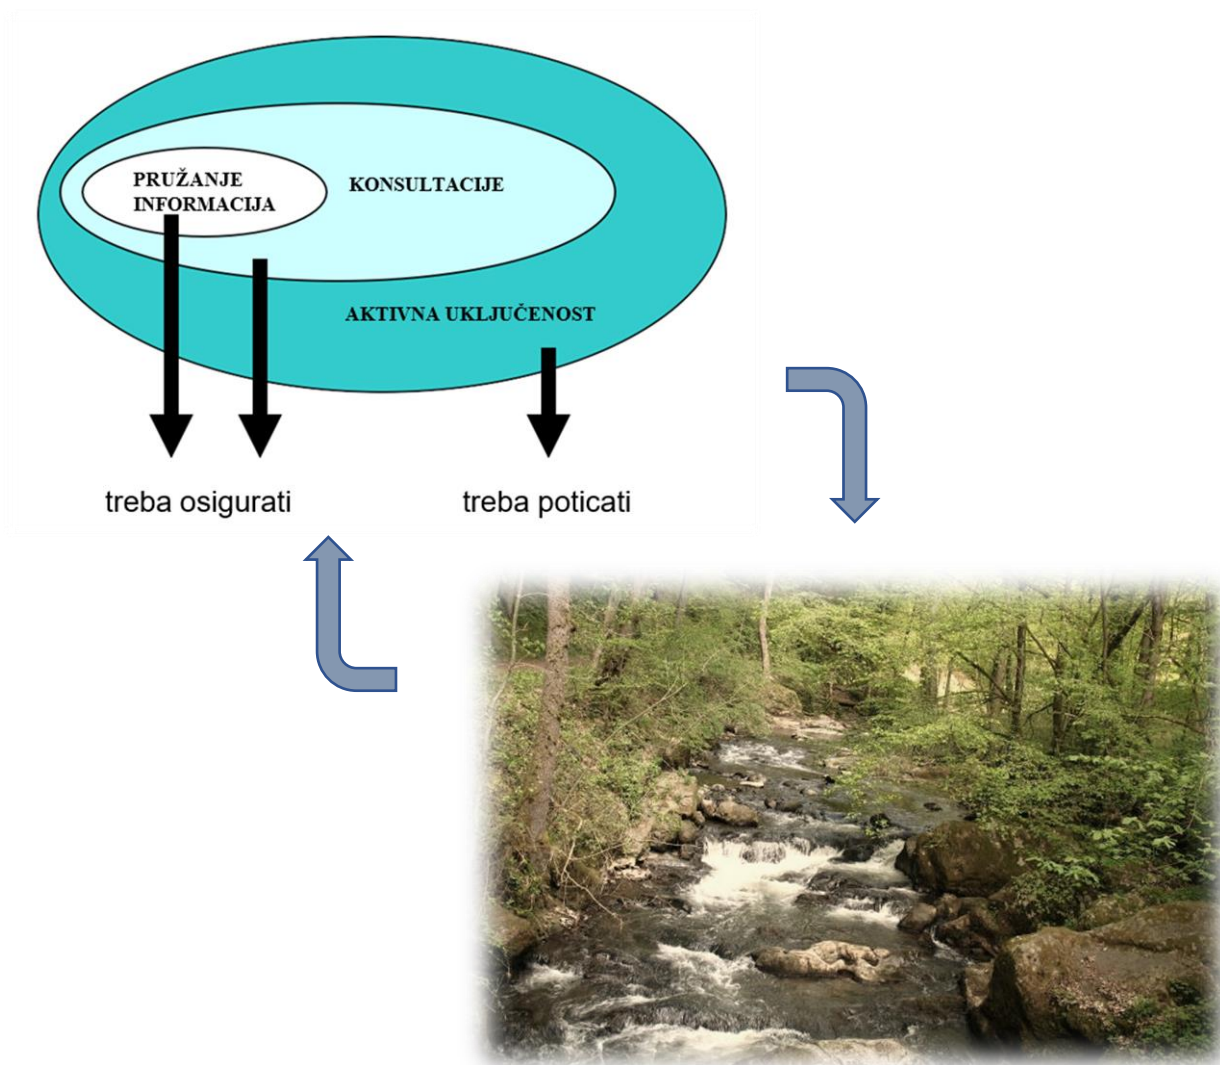 PRUŽANJE
INFORMACIJA
KONSULTACIJE
AKTIVNA UKLJUČENOST
treba osigurati
treba poticati